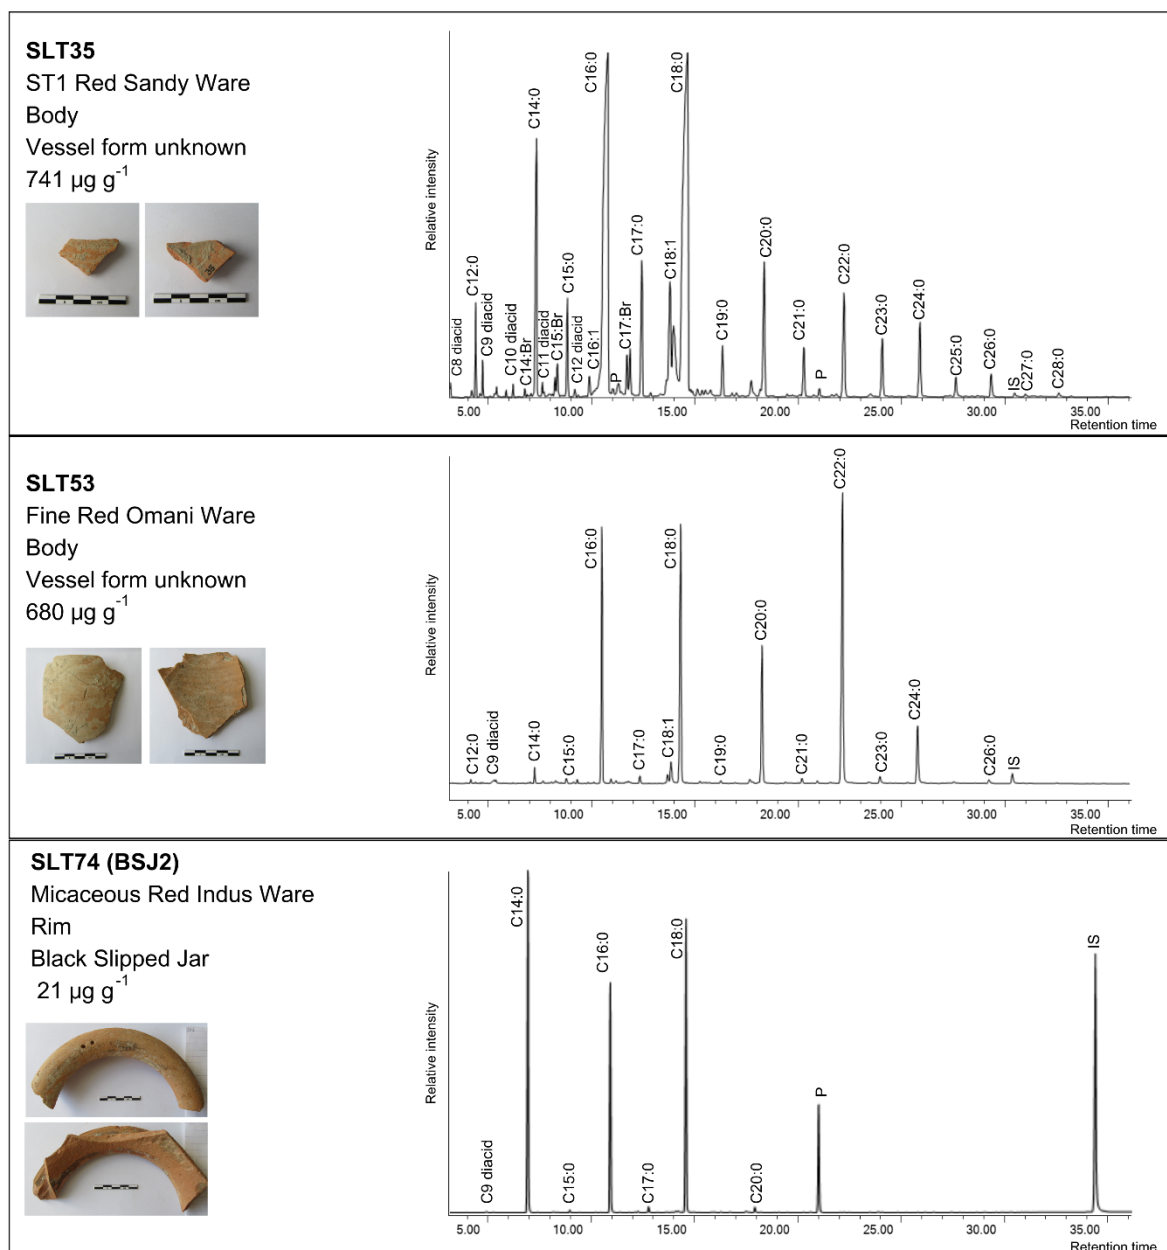 SLT35
ST1 Red Sandy Ware
Body
Vessel form unknown
741 µg g⁻¹
36
Relative intensity
C8 diacid
C12:0
C9 diacid
C10 diacid
C14:Br
C14:0
C11 diacid
C15:Br
C15:0
C12 diacid
C16:1
C16:0
P
C17:Br
C17:0
C18:1
C18:0
C19:0
C20:0
C21:0
P
C22:0
C23:0
C24:0
C25:0
C26:0
IS
C27:0
C28:0
5.00 10.00 15.00 20.00 25.00 30.00 35.00
Retention time
SLT53
Fine Red Omani Ware
Body
Vessel form unknown
680 µg g⁻¹
Relative intensity
C12:0
C9 diacid
C14:0
C15:0
C16:0
C17:0
C18:1
C18:0
C19:0
C20:0
C21:0
C22:0
C23:0
C24:0
C26:0
IS
5.00 10.00 15.00 20.00 25.00 30.00 35.00
Retention time
SLT74 (BSJ2)
Micaceous Red Indus Ware
Rim
Black Slipped Jar
21 µg g⁻¹
Relative intensity
C9 diacid
C14:0
C15:0
C16:0
C17:0
C18:0
C20:0
P
IS
5.00 10.00 15.00 20.00 25.00 30.00 35.00
Retention time